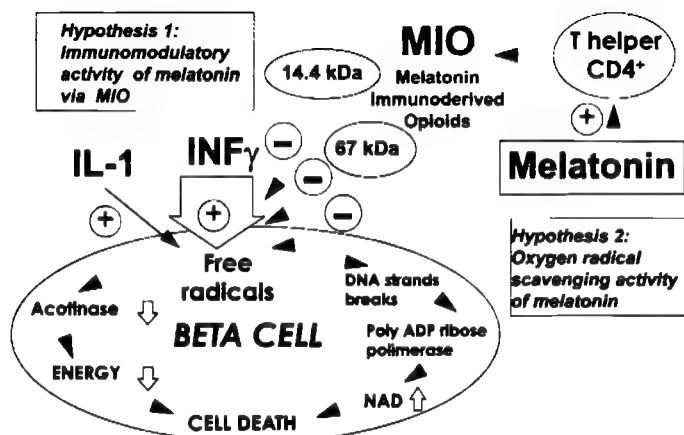 Hypothesis 1:
Immunomodulatory
activity of melatonin
via MIO
14.4 kDa
MIO
Melatonin
Immunoderived
Opioids
T helper
CD4+
+
67 kDa
Melatonin
IL-1
INFγ
−
−
−
+
+
Hypothesis 2:
Oxygen radical
scavenging activity
of melatonin
Free
radicals
DNA strands
breaks
Acotinase
BETA CELL
Poly ADP ribose
polimerase
ENERGY
NAD
CELL DEATH